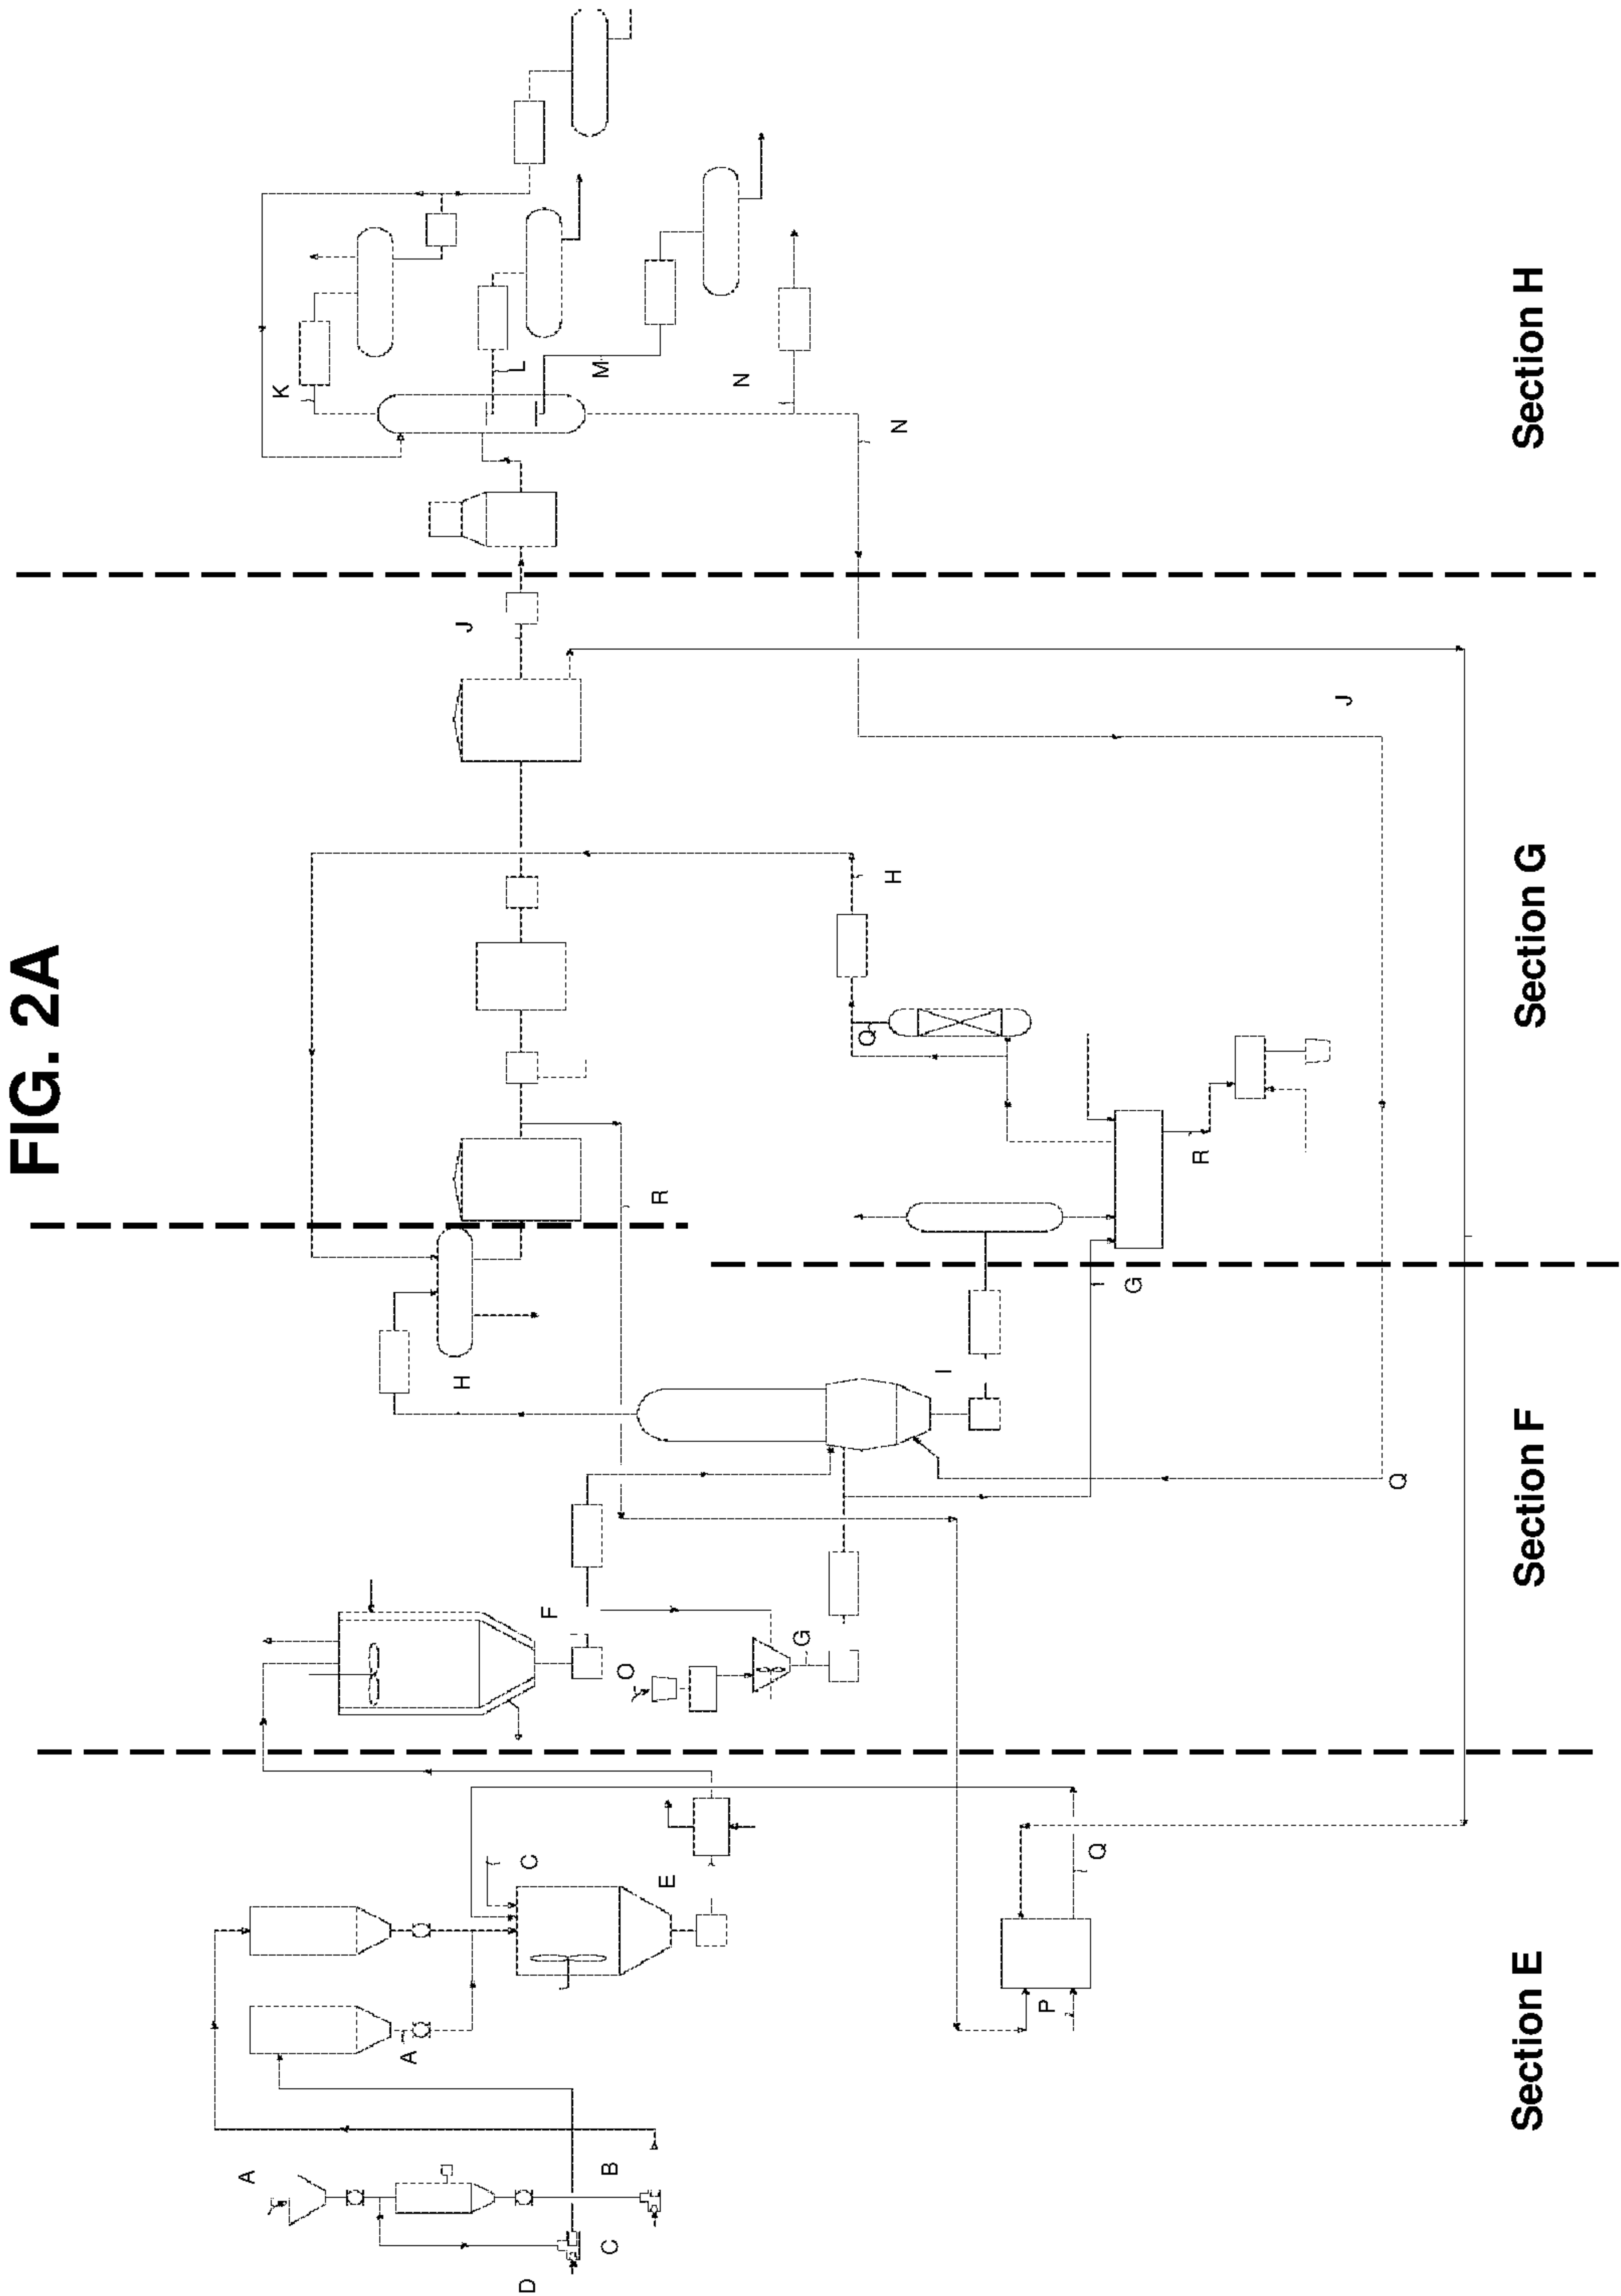 FIG. 2A
A
D
C
B
A
C
E
P
Q
Section E
F
O
G
H
I
G
Q
Section F
R
R
Q
H
J
J
Section G
K
L
M
N
N
Section H